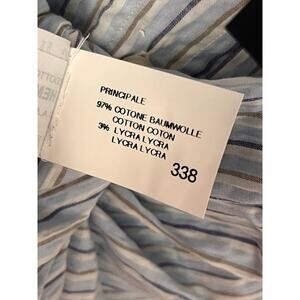 PRINCIPALE
97% COTONE BAUMWOLLE
COTTON COTON
3% LYCRA LYCRA
LYCRA LYCRA
338